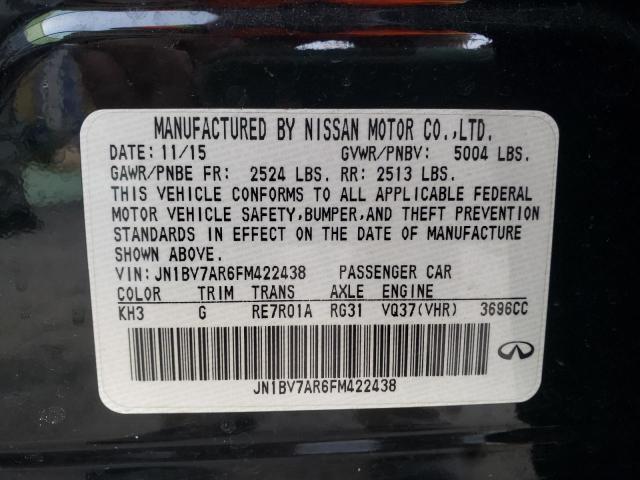 MANUFACTURED BY NISSAN MOTOR CO.,LTD.
DATE: 11/15 GVWR/PNBV: 5004 LBS.
GAWR/PNBE FR: 2524 LBS. RR: 2513 LBS.
THIS VEHICLE CONFORMS TO ALL APPLICABLE FEDERAL
MOTOR VEHICLE SAFETY,BUMPER,AND THEFT PREVENTION
STANDARDS IN EFFECT ON THE DATE OF MANUFACTURE
SHOWN ABOVE.
VIN: JN1BV7AR6FM422438 PASSENGER CAR
COLOR TRIM TRANS AXLE ENGINE
KH3 G RE7R01A RG31 VQ37(VHR) 3696CC
JN1BV7AR6FM422438